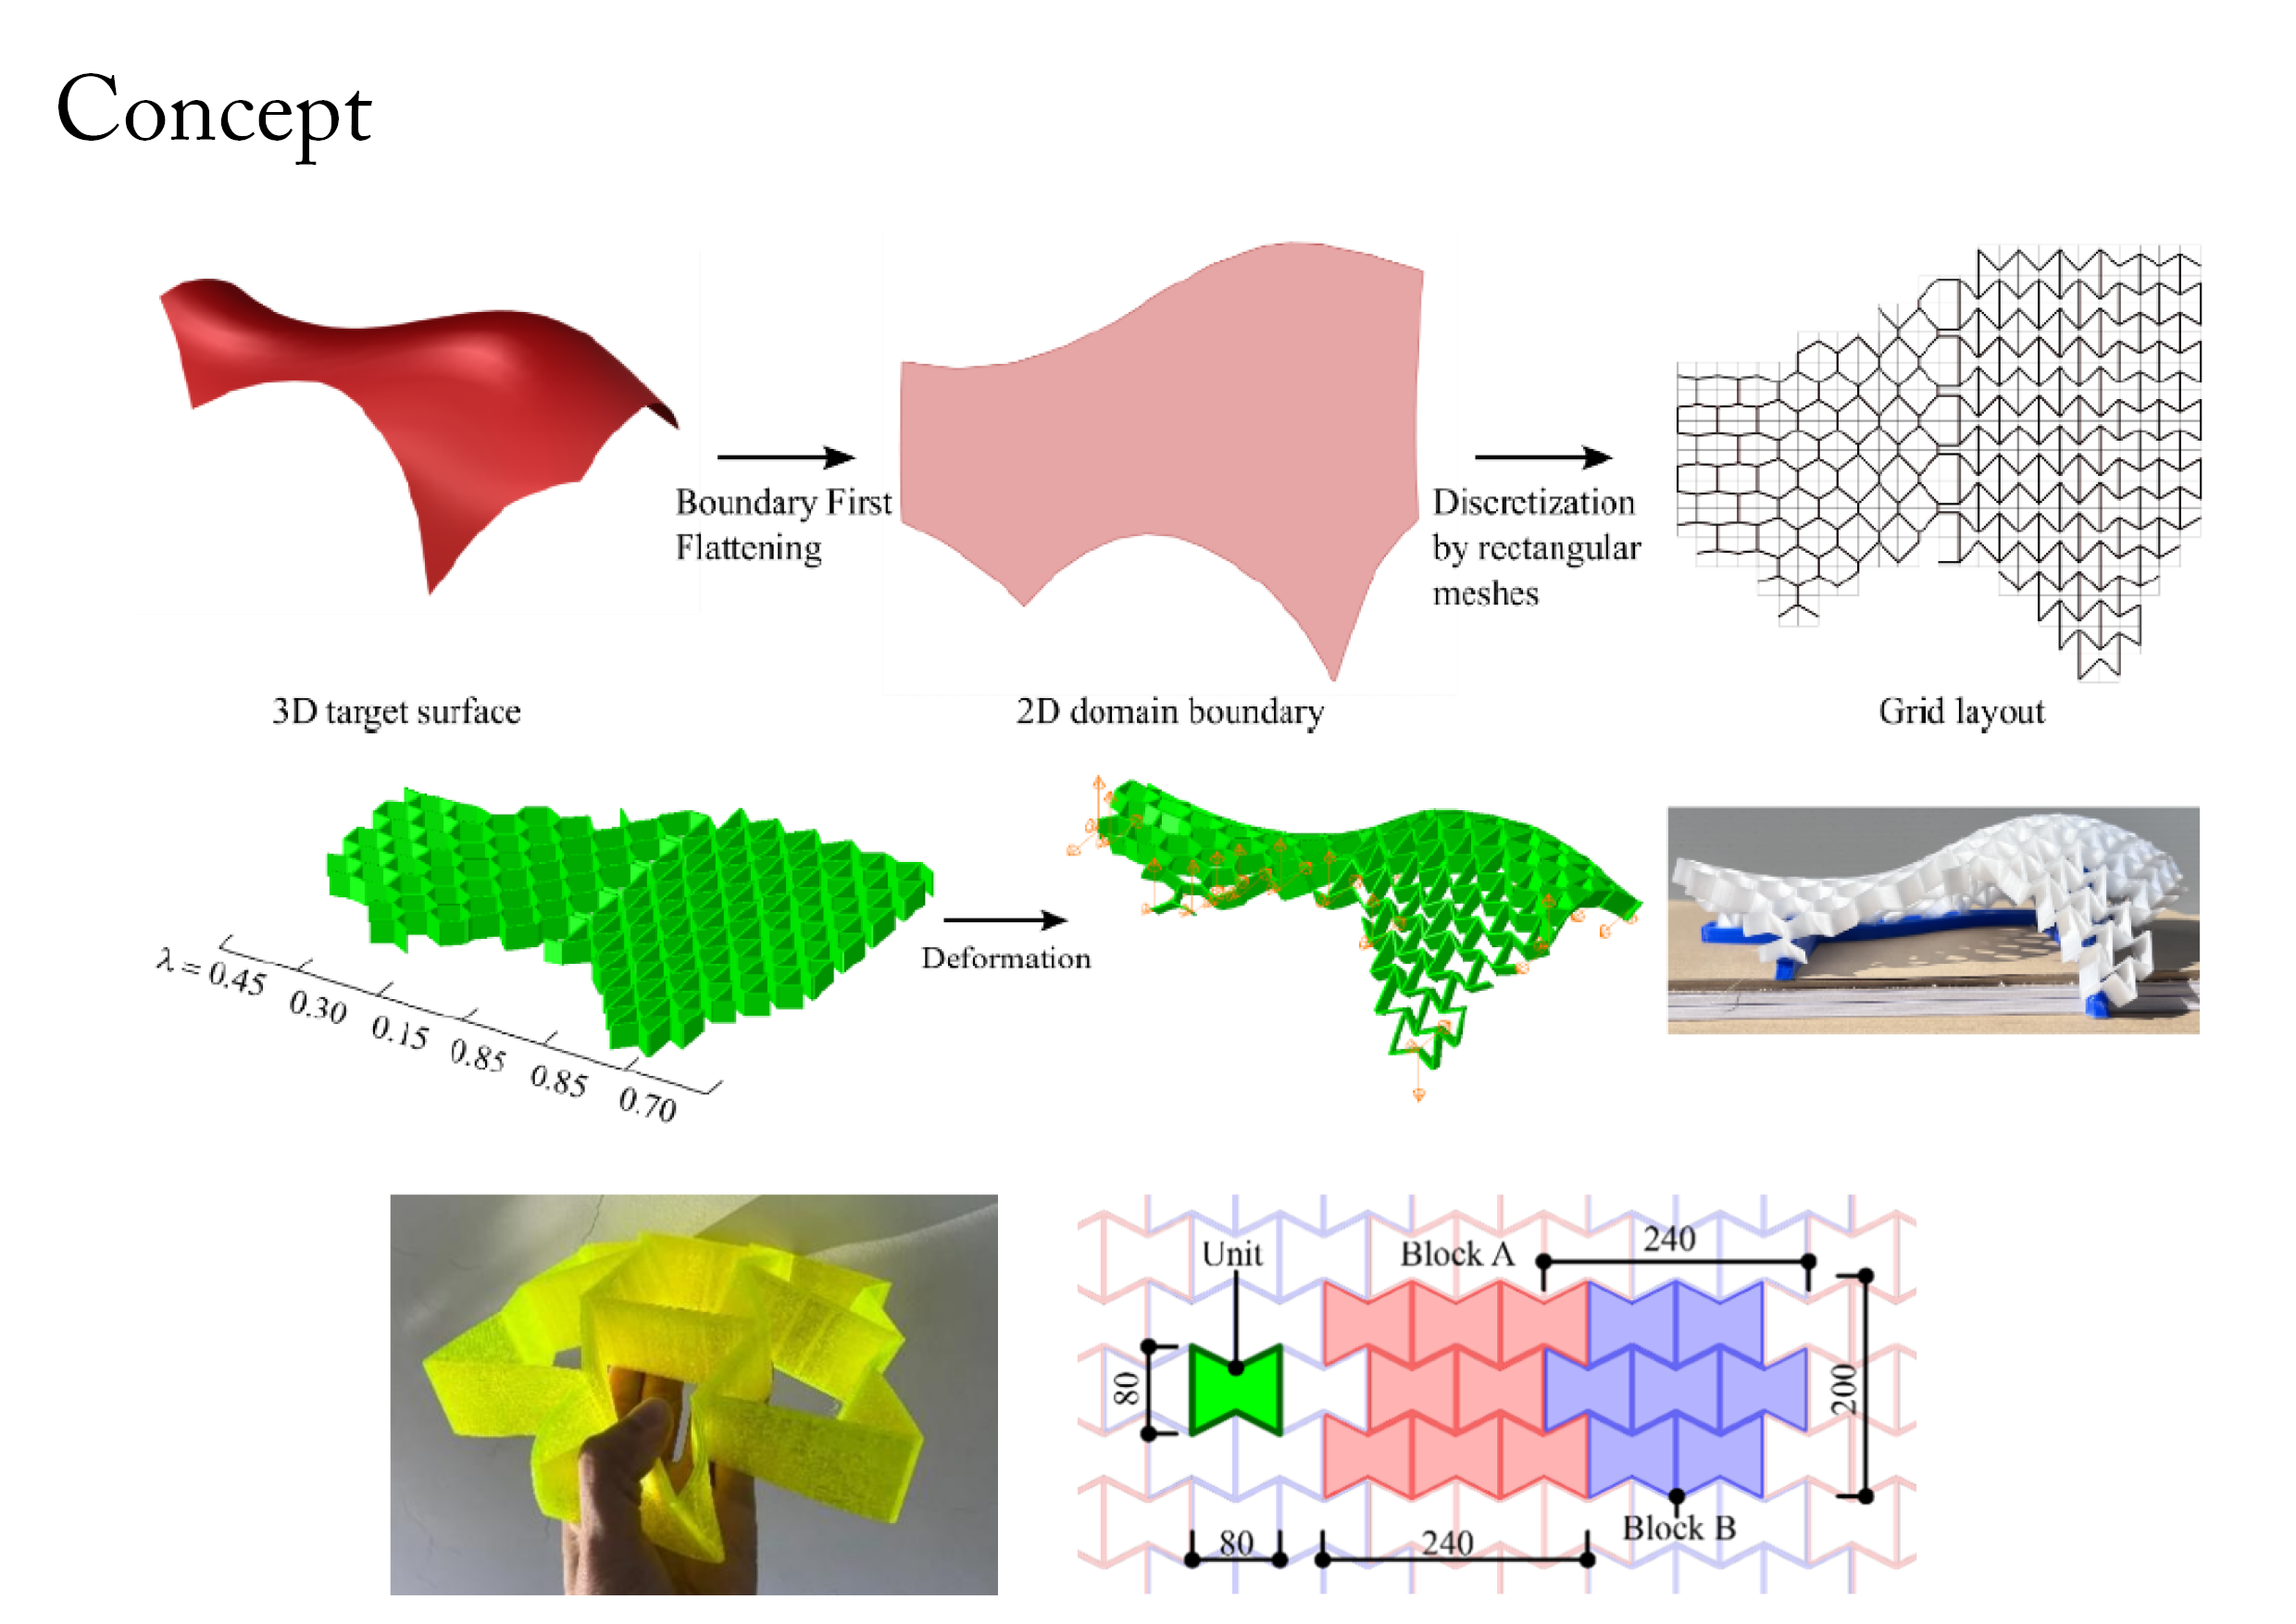 Concept
Boundary First
Flattening
Discretization
by rectangular
meshes
3D target surface
2D domain boundary
Grid layout
λ = 0.45
0.30
0.15
0.85
0.85
0.70
Deformation
Unit
Block A
240
80
200
Block B
80
240